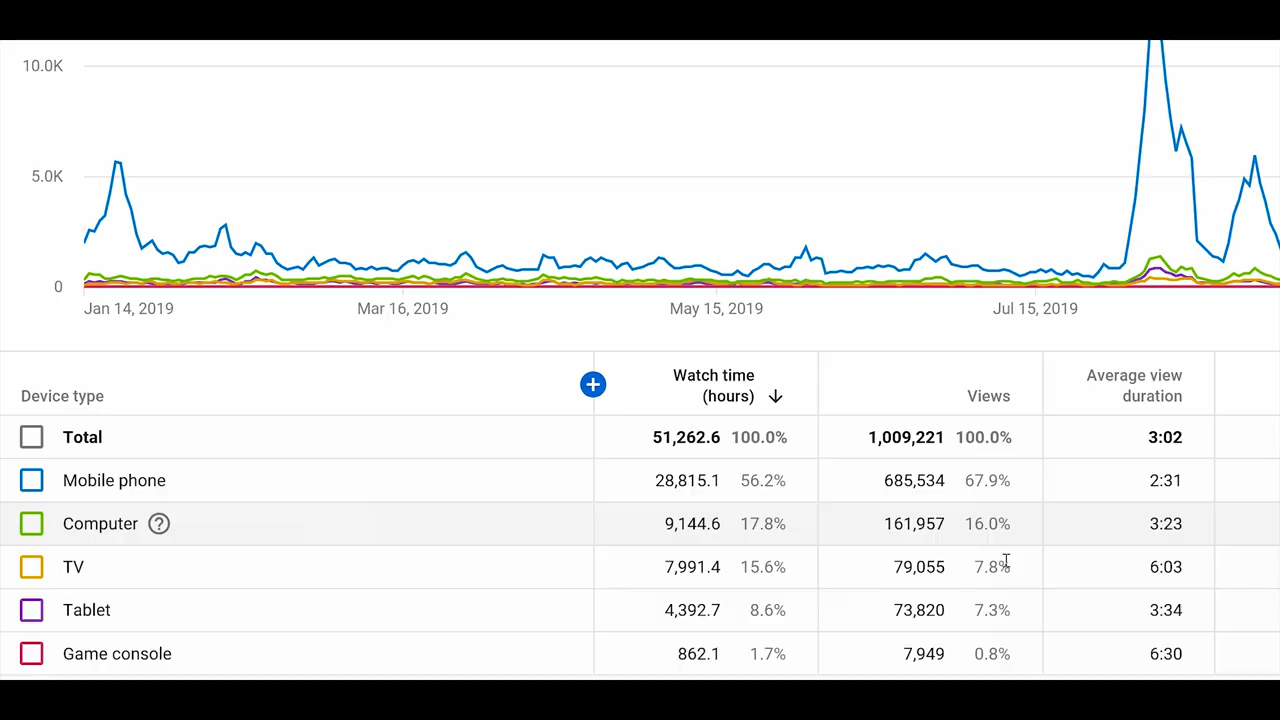 10.0K
5.0K
0
Jan 14, 2019 Mar 16, 2019 May 15, 2019 Jul 15, 2019
Device type Watch time (hours) Views Average view duration
Total 51,262.6 100.0% 1,009,221 100.0% 3:02
Mobile phone 28,815.1 56.2% 685,534 67.9% 2:31
Computer 9,144.6 17.8% 161,957 16.0% 3:23
TV 7,991.4 15.6% 79,055 7.8% 6:03
Tablet 4,392.7 8.6% 73,820 7.3% 3:34
Game console 862.1 1.7% 7,949 0.8% 6:30